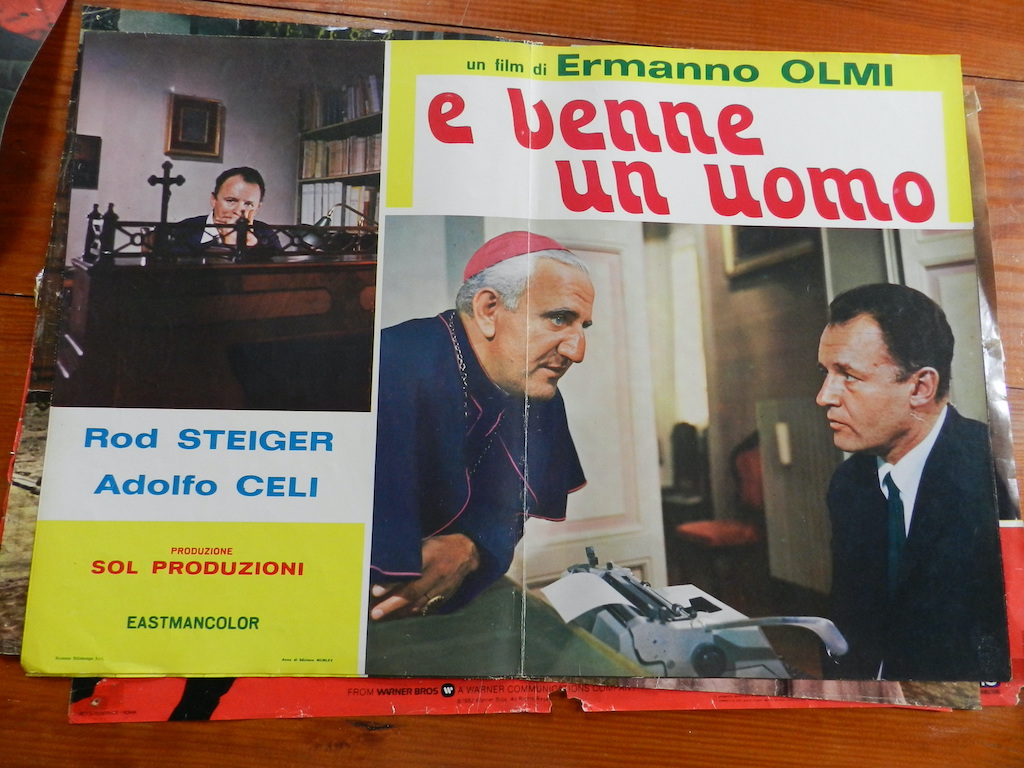 un film di Ermanno OLMI
e venne
un uomo
Rod STEIGER
Adolfo CELI
PRODUZIONE
SOL PRODUZIONI
EASTMANCOLOR
FROM WARNER BROS A WARNER COMMUNICATIONS COMPANY